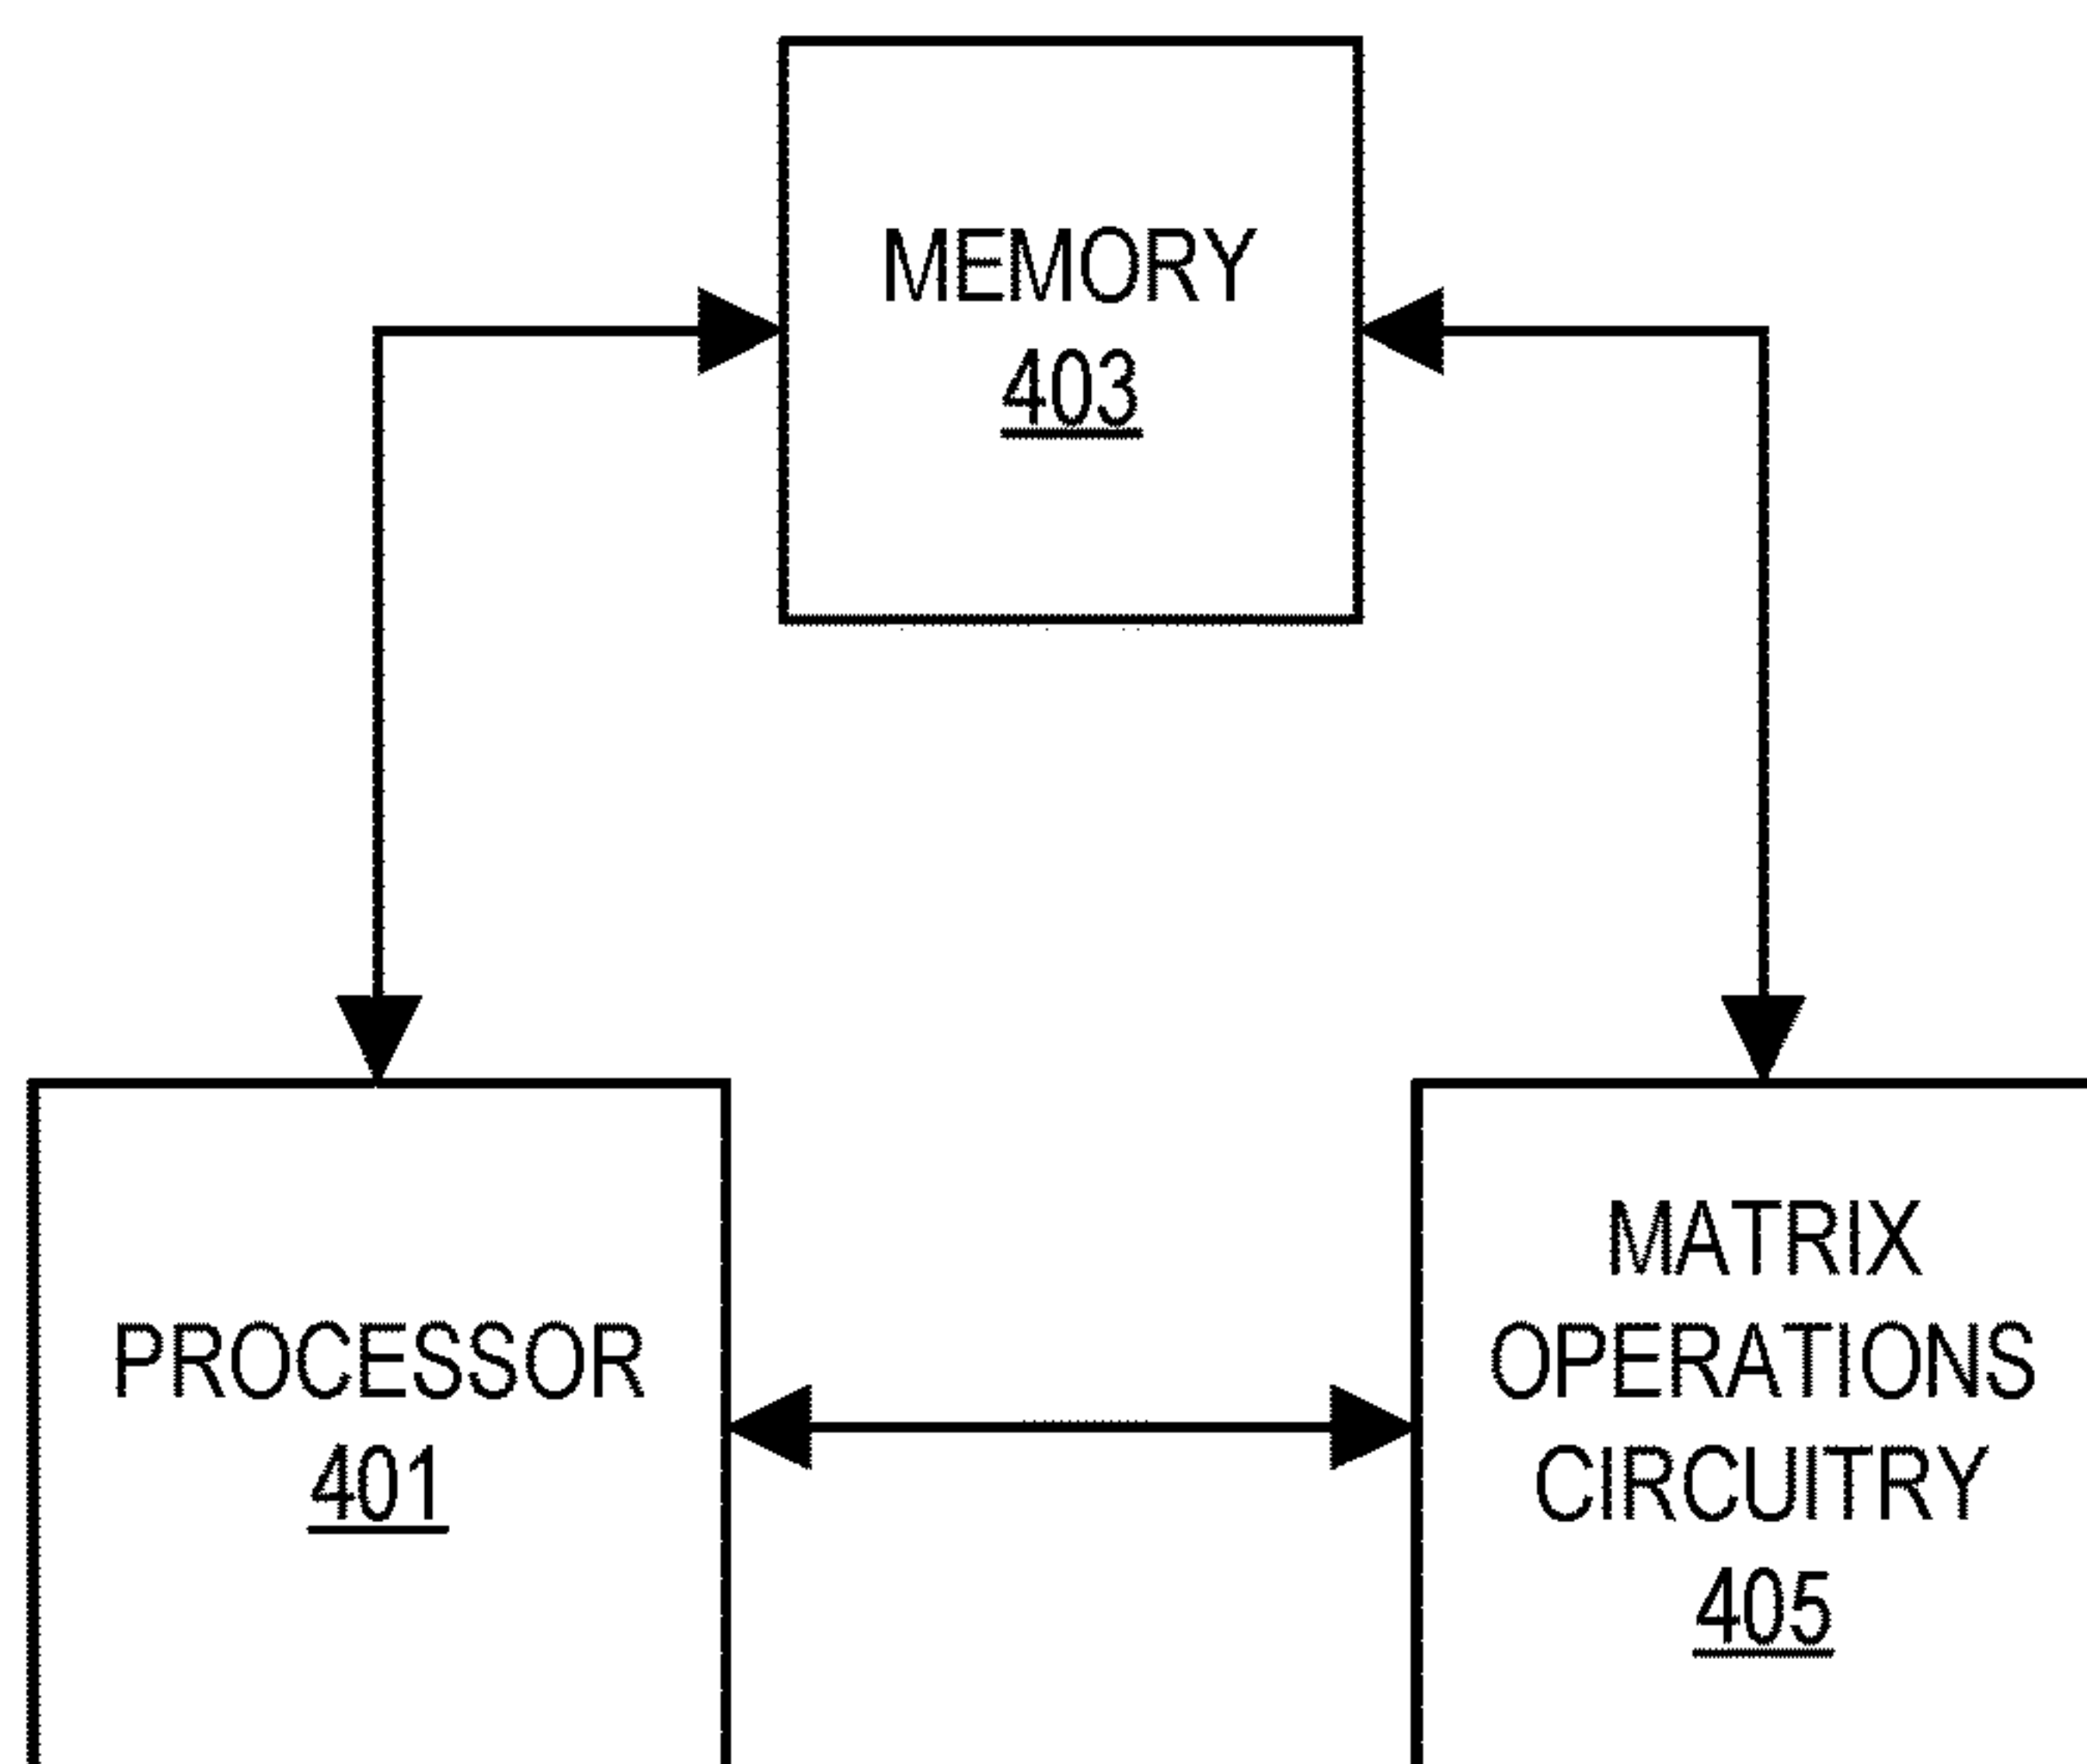 MEMORY
403
PROCESSOR
401
MATRIX
OPERATIONS
CIRCUITRY
405